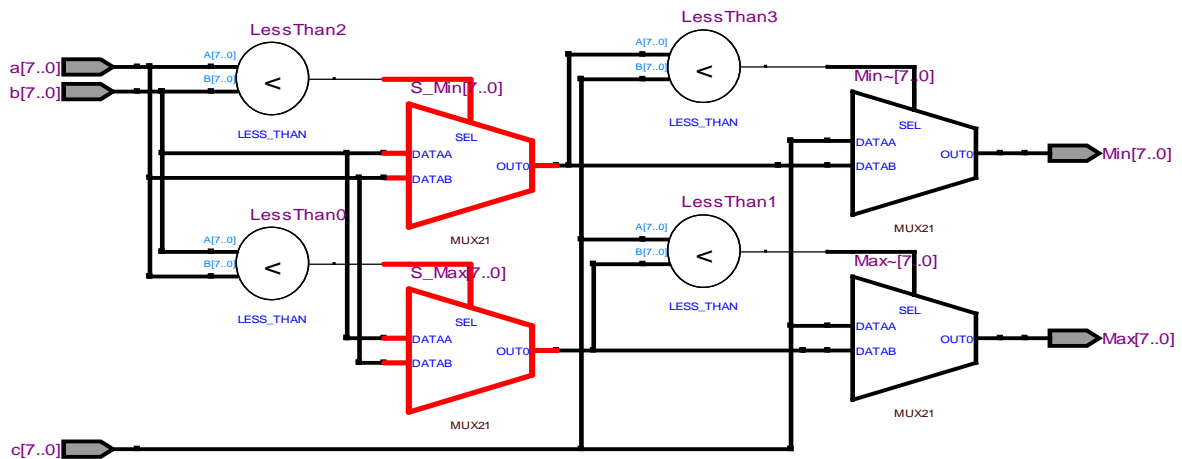 LessThan2
LessThan3
a[7..0]
b[7..0]
A[7..0]
B[7..0]
<
LESS_THAN
S_Min[7..0]
SEL
DATAA
DATAB
OUT0
MUX21
A[7..0]
B[7..0]
<
LESS_THAN
Min~[7..0]
SEL
DATAA
DATAB
OUT0
MUX21
Min[7..0]
LessThan0
A[7..0]
B[7..0]
<
LESS_THAN
S_Max[7..0]
SEL
DATAA
DATAB
OUT0
MUX21
LessThan1
A[7..0]
B[7..0]
<
LESS_THAN
Max~[7..0]
SEL
DATAA
DATAB
OUT0
MUX21
Max[7..0]
c[7..0]